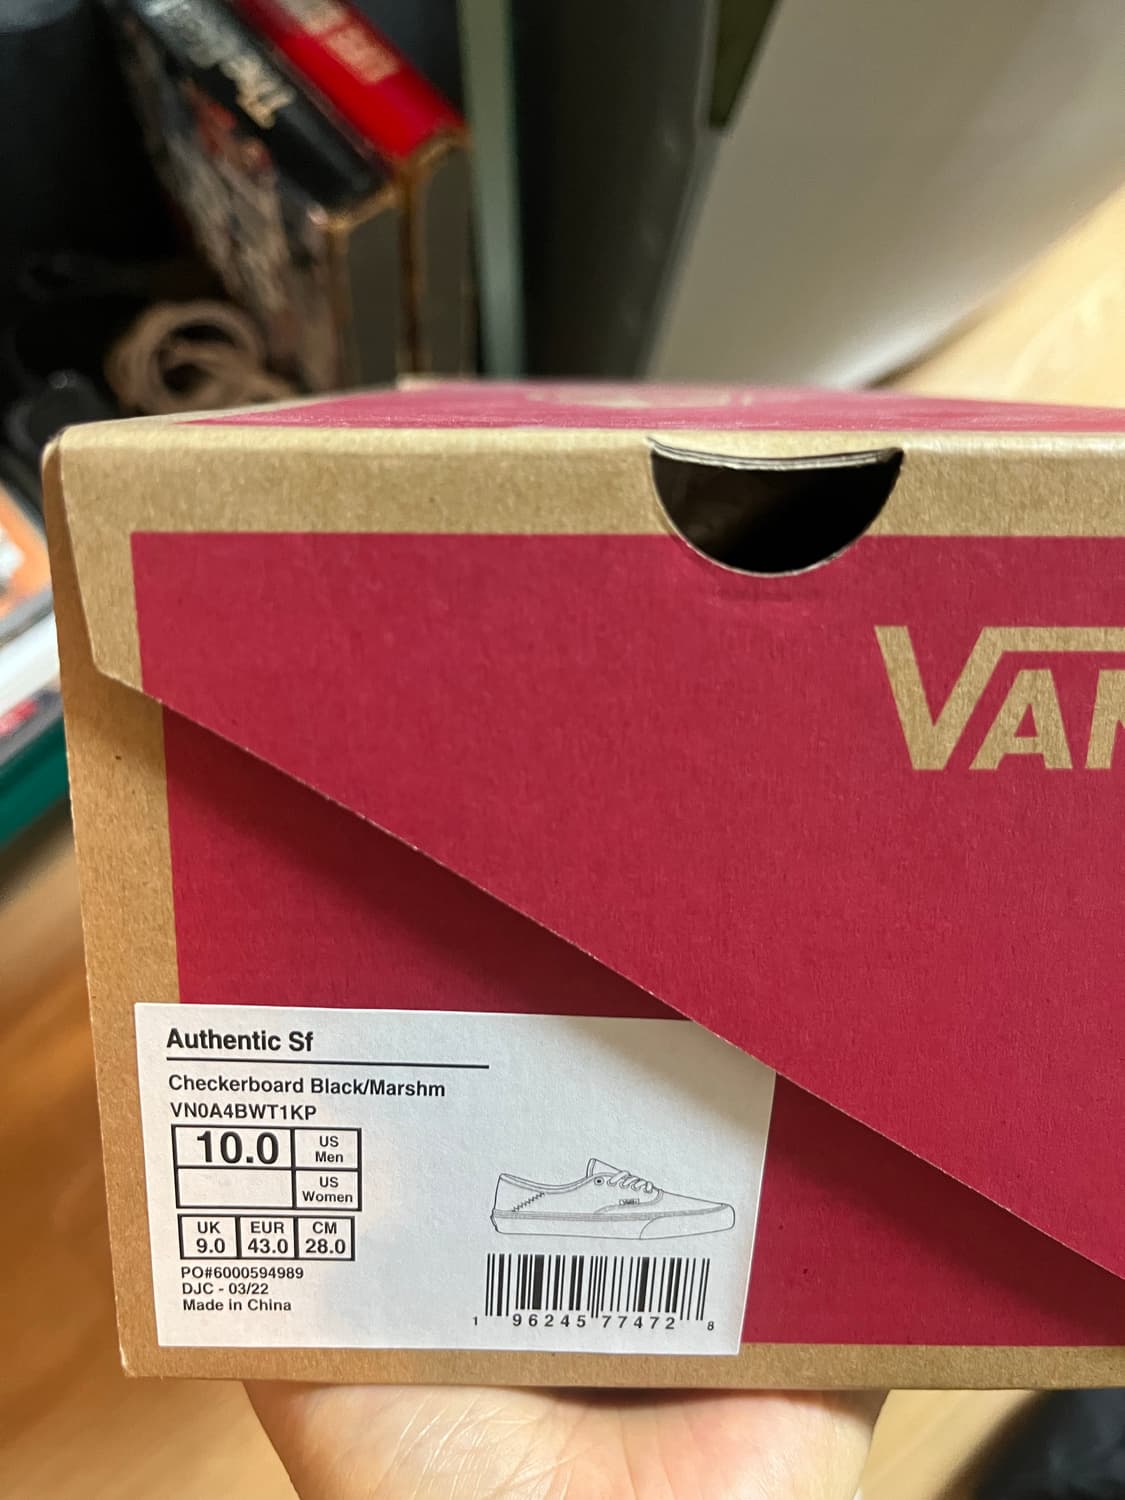 VAN
Authentic Sf
Checkerboard Black/Marshm
VN0A4BWT1KP
10.0 US Men
US Women
UK EUR CM
9.0 43.0 28.0
PO#6000594989
DJC - 03/22
Made in China
1 96245 77472 8